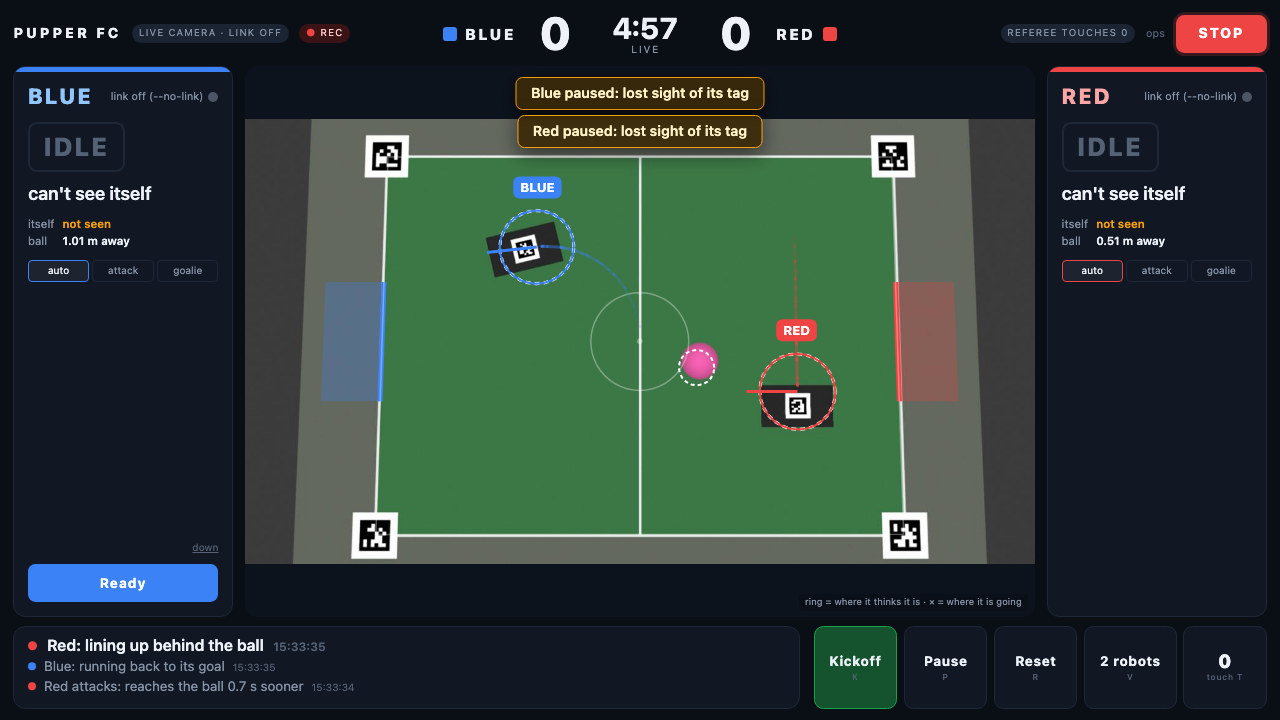 PUPPER FC
LIVE CAMERA · LINK OFF
REC
BLUE
0
4:57
LIVE
0
RED
REFEREE TOUCHES 0
ops
STOP
BLUE
link off (--no-link)
IDLE
can't see itself
itself not seen
ball 1.01 m away
auto
attack
goalie
down
Ready
Blue paused: lost sight of its tag
Red paused: lost sight of its tag
BLUE
RED
ring = where it thinks it is · × = where it is going
RED
link off (--no-link)
IDLE
can't see itself
itself not seen
ball 0.51 m away
auto
attack
goalie
Red: lining up behind the ball 15:33:35
Blue: running back to its goal 15:33:35
Red attacks: reaches the ball 0.7 s sooner 15:33:34
Kickoff
K
Pause
P
Reset
R
2 robots
V
0
touch T